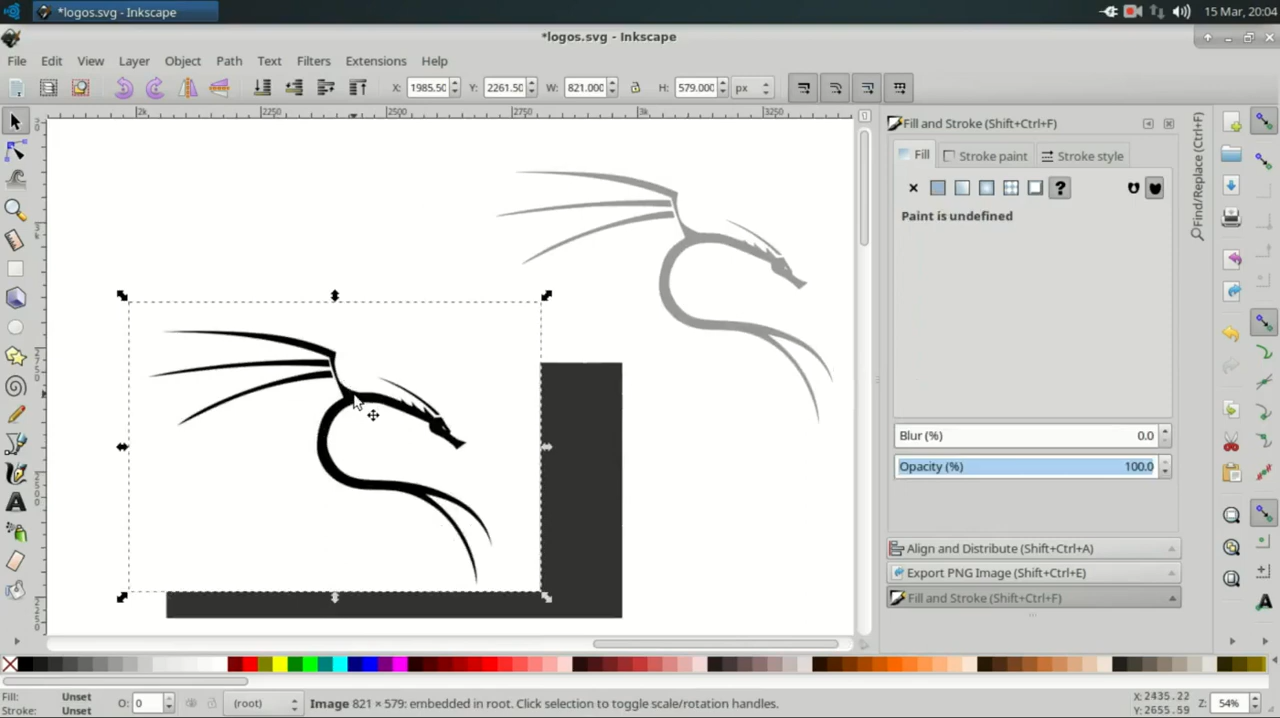 *logos.svg - Inkscape
15 Mar, 20:04
*logos.svg - Inkscape
File Edit View Layer Object Path Text Filters Extensions Help
X: 1985.50 Y: 2261.50 W: 821.000 H: 579.000 px
2k 2250 2500 2750 3k 3250
Fill and Stroke (Shift+Ctrl+F)
Find/Replace (Ctrl+F)
Fill Stroke paint Stroke style
?
Paint is undefined
Blur (%) 0.0
Opacity (%) 100.0
Align and Distribute (Shift+Ctrl+A)
Export PNG Image (Shift+Ctrl+E)
Fill and Stroke (Shift+Ctrl+F)
Fill: Unset
Stroke: Unset
O: 0
(root)
Image 821 × 579: embedded in root. Click selection to toggle scale/rotation handles.
X: 2435.22
Y: 2655.59
Z: 54%